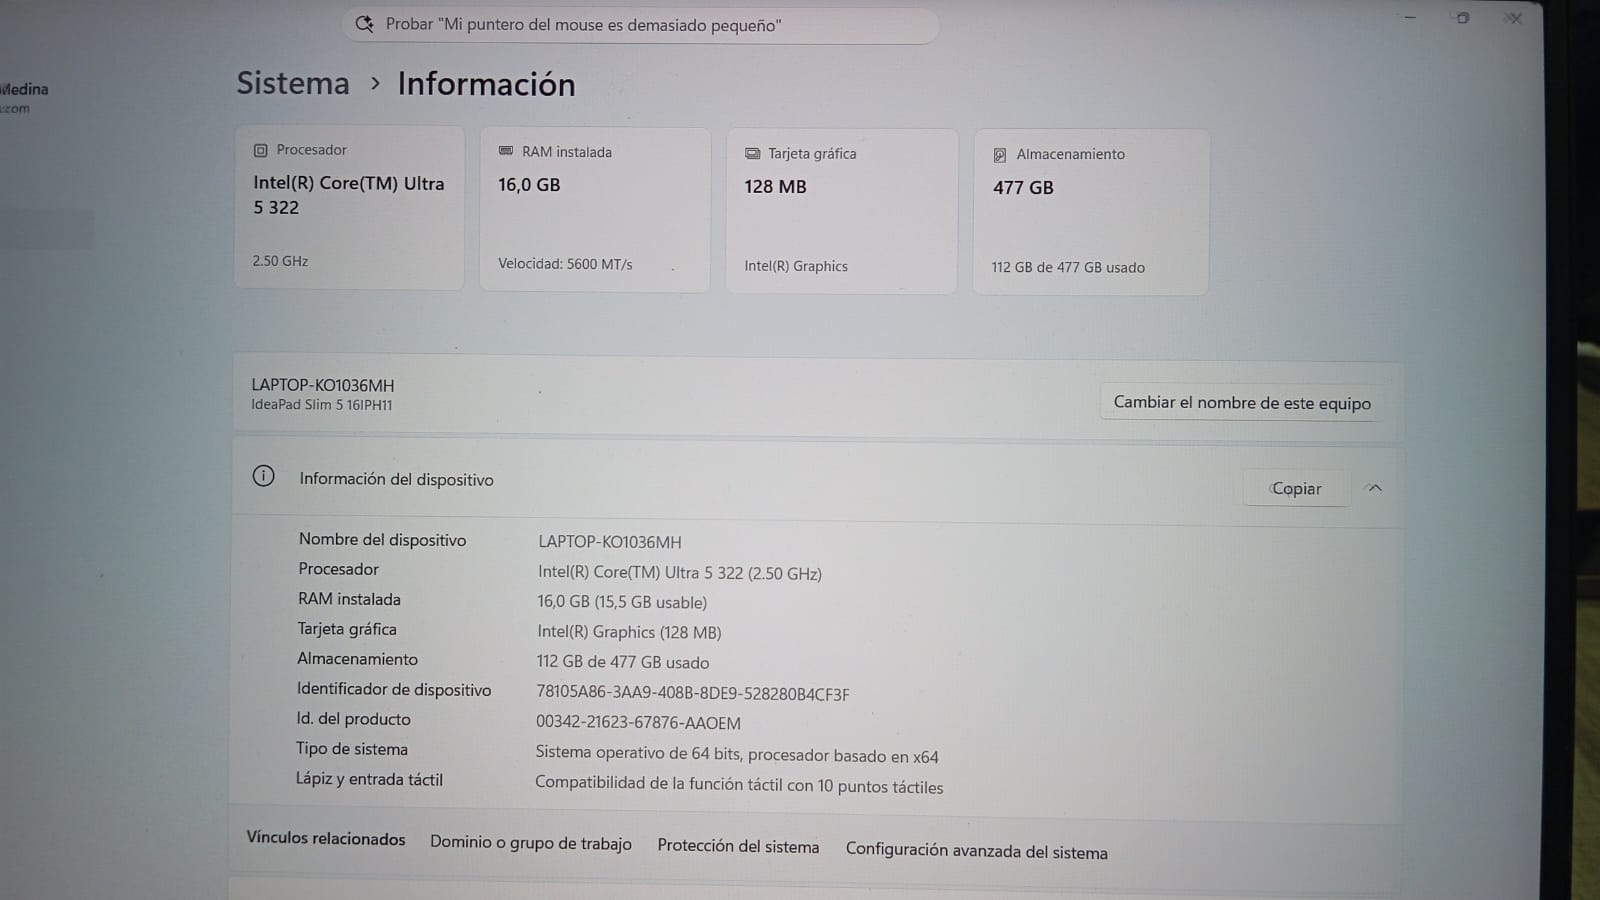 Probar "Mi puntero del mouse es demasiado pequeño"
Medina
Sistema > Información
Procesador
Intel(R) Core(TM) Ultra
5 322
2.50 GHz
RAM instalada
16,0 GB
Velocidad: 5600 MT/s
Tarjeta gráfica
128 MB
Intel(R) Graphics
Almacenamiento
477 GB
112 GB de 477 GB usado
LAPTOP-KO1036MH
IdeaPad Slim 5 16IPH11
Cambiar el nombre de este equipo
Información del dispositivo
Copiar
Nombre del dispositivo LAPTOP-KO1036MH
Procesador Intel(R) Core(TM) Ultra 5 322 (2.50 GHz)
RAM instalada 16,0 GB (15,5 GB usable)
Tarjeta gráfica Intel(R) Graphics (128 MB)
Almacenamiento 112 GB de 477 GB usado
Identificador de dispositivo 78105A86-3AA9-408B-8DE9-528280B4CF3F
Id. del producto 00342-21623-67876-AAOEM
Tipo de sistema Sistema operativo de 64 bits, procesador basado en x64
Lápiz y entrada táctil Compatibilidad de la función táctil con 10 puntos táctiles
Vínculos relacionados Dominio o grupo de trabajo Protección del sistema Configuración avanzada del sistema